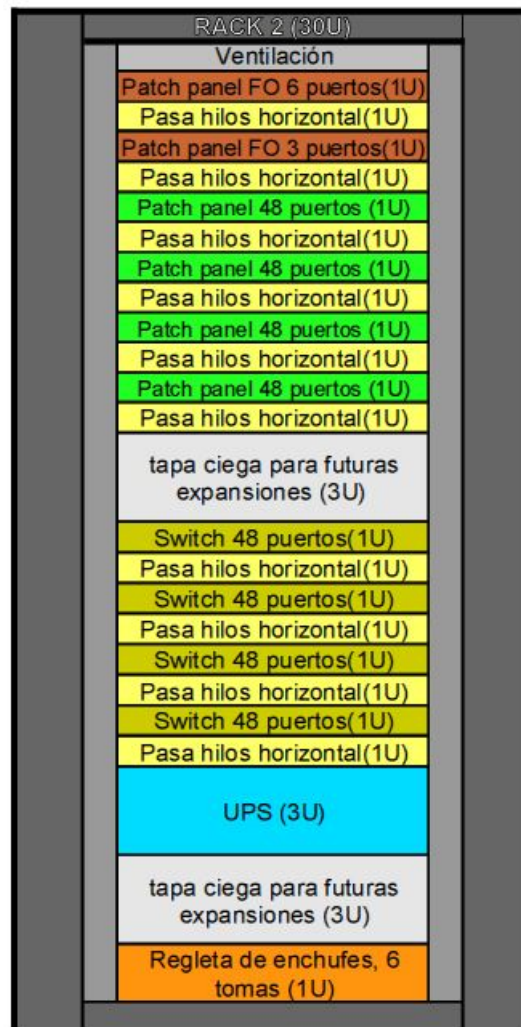 RACK 2 (30U)
Ventilación
Patch panel FO 6 puertos(1U)
Pasa hilos horizontal(1U)
Patch panel FO 3 puertos(1U)
Pasa hilos horizontal(1U)
Patch panel 48 puertos (1U)
Pasa hilos horizontal(1U)
Patch panel 48 puertos (1U)
Pasa hilos horizontal(1U)
Patch panel 48 puertos (1U)
Pasa hilos horizontal(1U)
Patch panel 48 puertos (1U)
Pasa hilos horizontal(1U)
tapa ciega para futuras
expansiones (3U)
Switch 48 puertos(1U)
Pasa hilos horizontal(1U)
Switch 48 puertos(1U)
Pasa hilos horizontal(1U)
Switch 48 puertos(1U)
Pasa hilos horizontal(1U)
Switch 48 puertos(1U)
Pasa hilos horizontal(1U)
UPS (3U)
tapa ciega para futuras
expansiones (3U)
Regleta de enchufes, 6
tomas (1U)